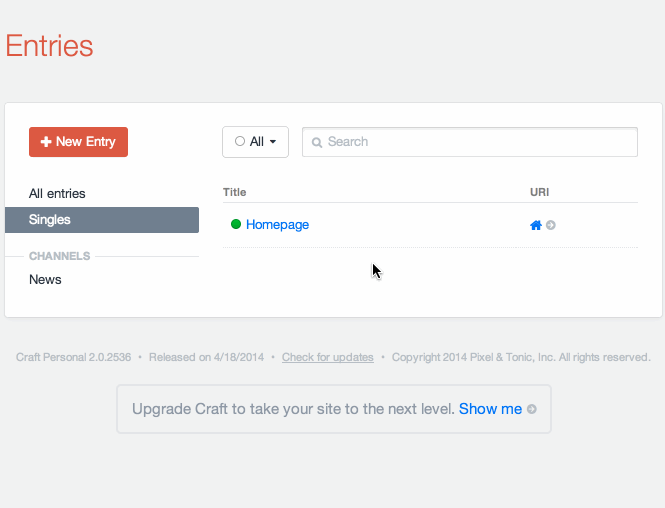 Entries
New Entry
All
Search
All entries
Singles
CHANNELS
News
Title
URI
Homepage
Craft Personal 2.0.2536 • Released on 4/18/2014 • Check for updates • Copyright 2014 Pixel & Tonic, Inc. All rights reserved.
Upgrade Craft to take your site to the next level. Show me